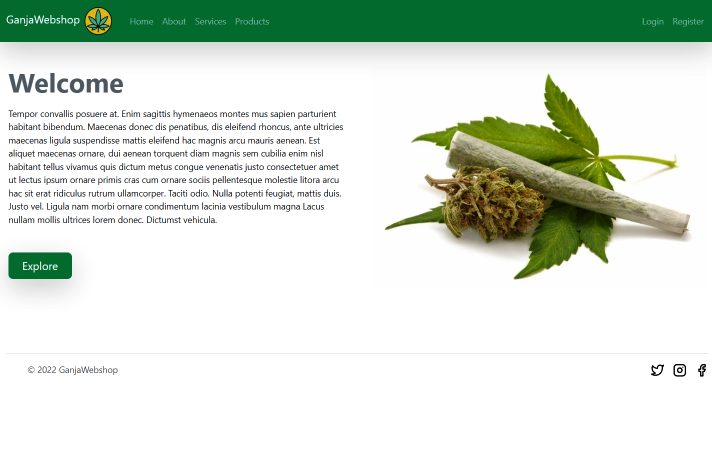 GanjaWebshop
Home About Services Products
Login Register
Welcome
Tempor convallis posuere at. Enim sagittis hymenaeos montes mus sapien parturient
habitant bibendum. Maecenas donec dis penatibus, dis eleifend rhoncus, ante ultricies
maecenas ligula suspendisse mattis eleifend hac magnis arcu mauris aenean. Est
aliquet maecenas ornare, dui aenean torquent diam magnis sem cubilia enim nisl
habitant tellus vivamus quis dictum metus congue venenatis justo consectetuer amet
ut lectus ipsum ornare primis cras cum ornare sociis pellentesque molestie litora arcu
hac sit erat ridiculus rutrum ullamcorper. Taciti odio. Nulla potenti feugiat, mattis duis.
Justo vel. Ligula nam morbi ornare condimentum lacinia vestibulum magna Lacus
nullam mollis ultrices lorem donec. Dictumst vehicula.
Explore
© 2022 GanjaWebshop